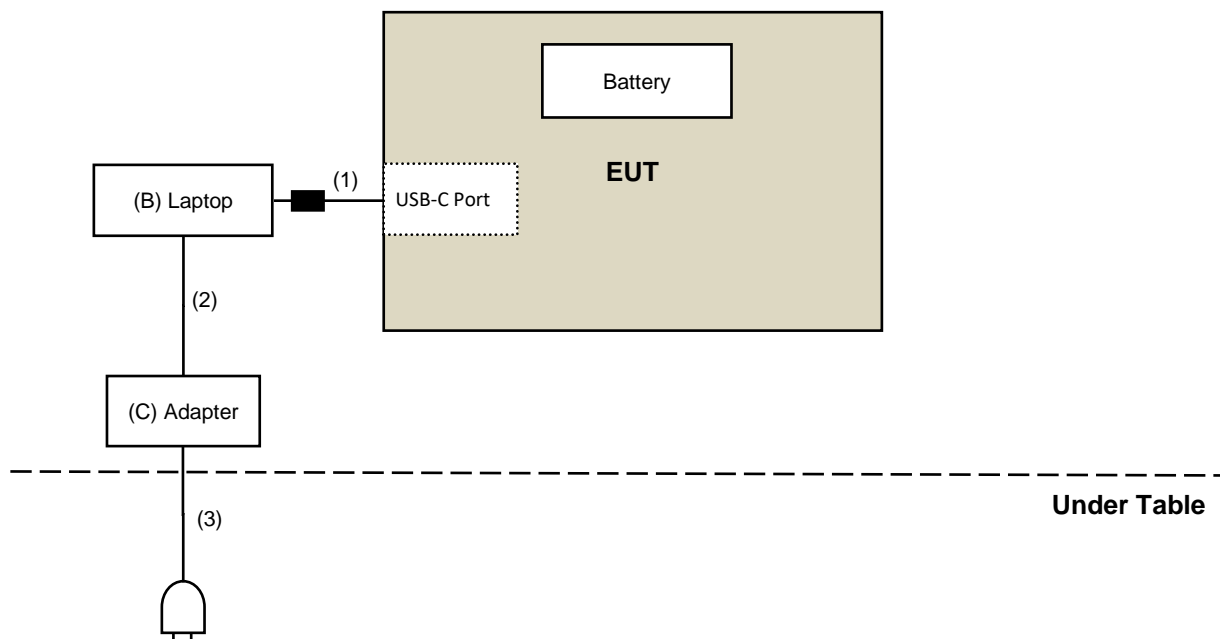 Battery
EUT
(1)
(B) Laptop
USB-C Port
(2)
(C) Adapter
Under Table
(3)